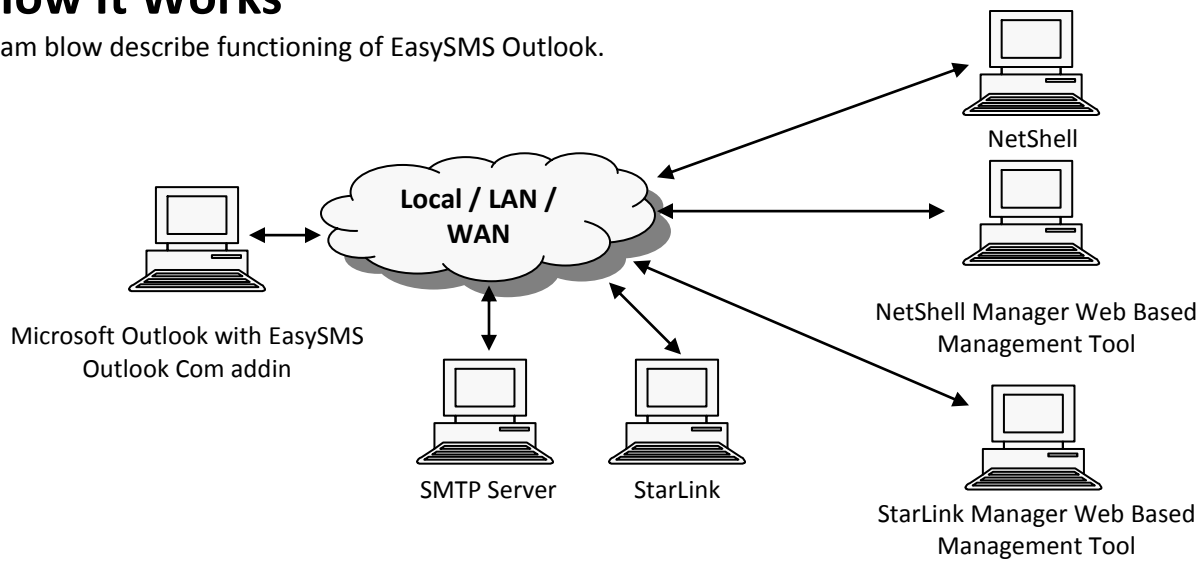 How it Works
am blow describe functioning of EasySMS Outlook.
NetShell
Local / LAN /
WAN
NetShell Manager Web Based
Management Tool
Microsoft Outlook with EasySMS
Outlook Com addin
SMTP Server
StarLink
StarLink Manager Web Based
Management Tool